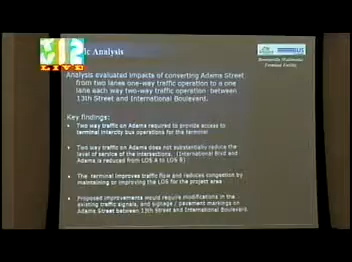 12
LIVE
fic Analysis
Brownsville Multimodal
Terminal Facility
Analysis evaluated impacts of converting Adams Street
from two lanes one-way traffic operation to a one
lane each way two-way traffic operation between
13th Street and International Boulevard.
Key findings:
• Two way traffic on Adams required to provide access to
terminal intercity bus operations for the terminal
• Two way traffic on Adams does not substantially reduce the
level of service of the intersections. (International Blvd and
Adams is reduced from LOS A to LOS B)
• The terminal improves traffic flow and reduces congestion by
maintaining or improving the LOS for the project area
• Proposed improvements would require modifications in the
existing traffic signals, and signage / pavement markings on
Adams Street between 13th Street and International Boulevard.